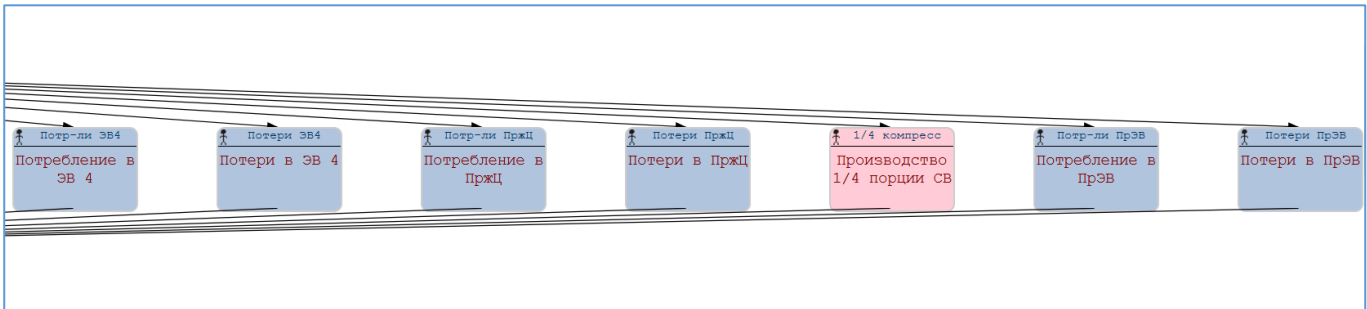 Потр-ли ЭВ4
Потребление в
ЭВ 4
Потери ЭВ4
Потери в ЭВ 4
Потр-ли ПржЦ
Потребление в
ПржЦ
Потери ПржЦ
Потери в ПржЦ
1/4 компресс
Производство
1/4 порции СВ
Потр-ли ПрЭВ
Потребление в
ПрЭВ
Потери ПрЭВ
Потери в ПрЭВ